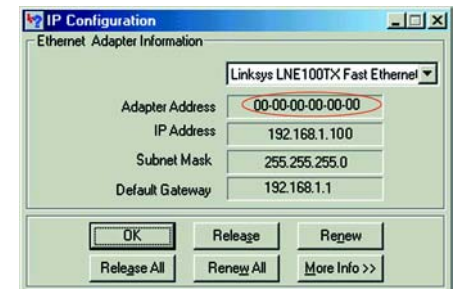 IP Configuration
Ethernet Adapter Information
Linksys LNE100TX Fast Ethernet
Adapter Address 00-00-00-00-00-00
IP Address 192.168.1.100
Subnet Mask 255.255.255.0
Default Gateway 192.168.1.1
OK Release Renew
Release All Renew All More Info >>